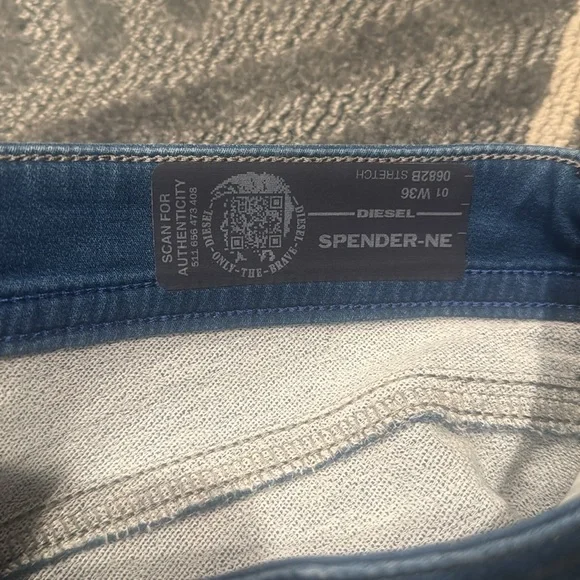 SCAN FOR
AUTHENTICITY
511 656 473 408
DIESEL
ONLY-THE-BRAVE
DIESEL
01 W36
0682B STRETCH
DIESEL
SPENDER-NE